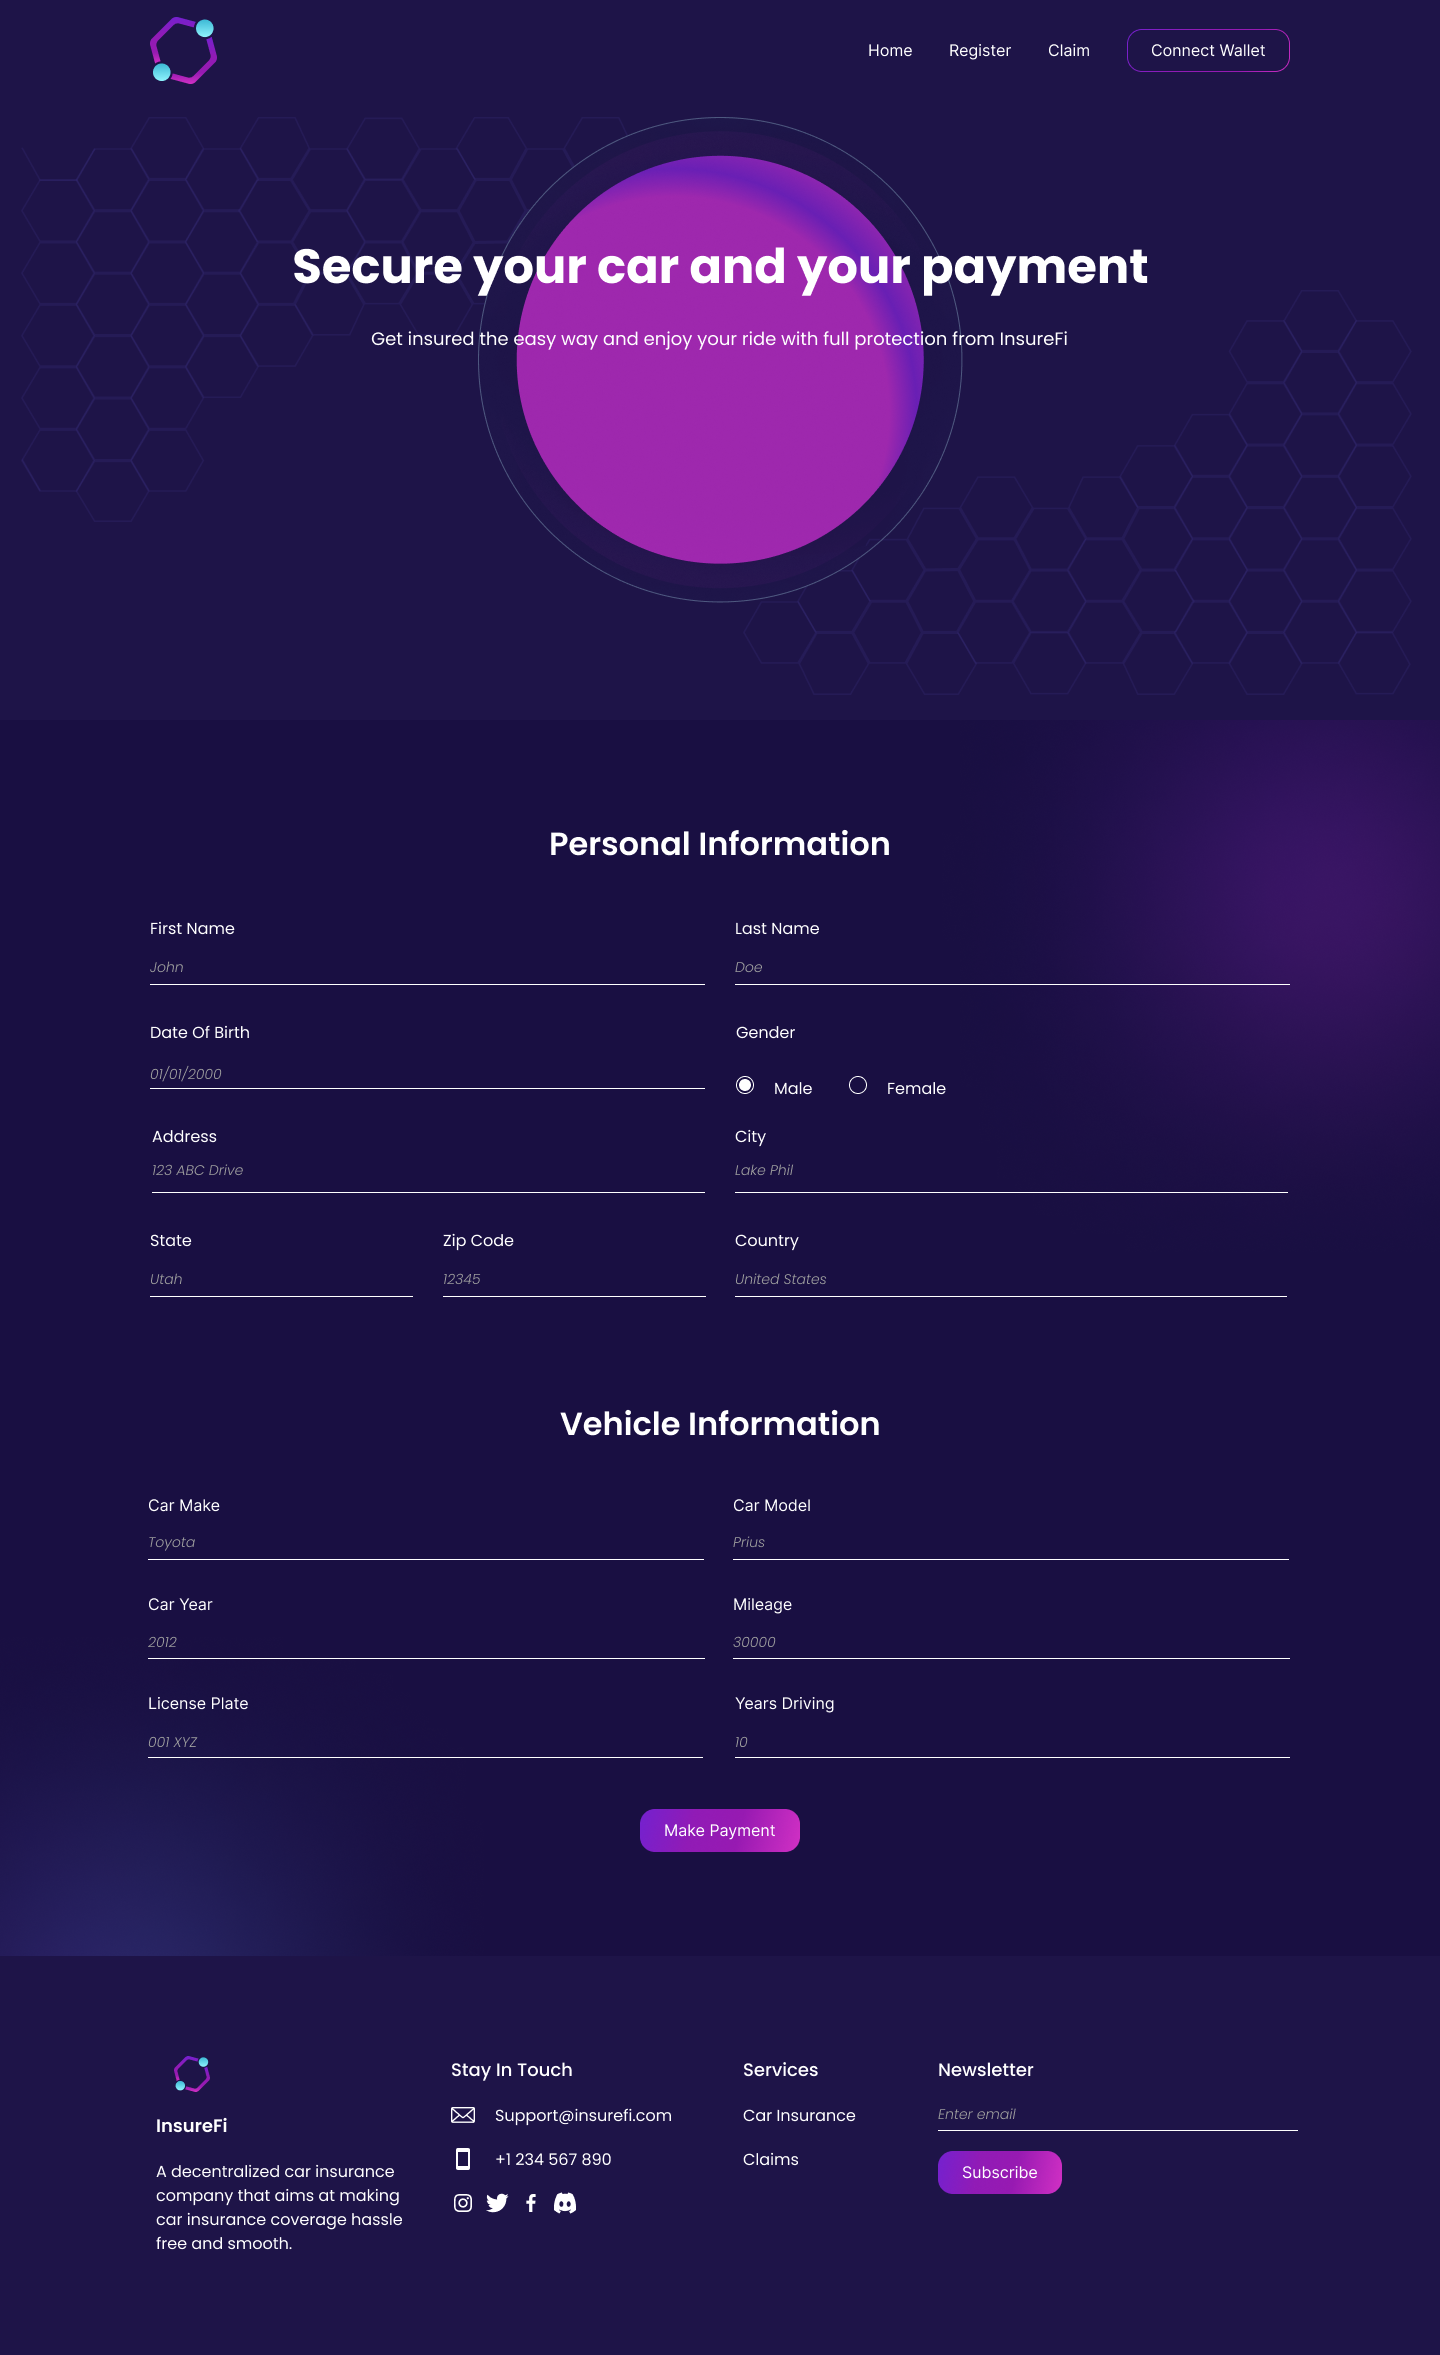 Home Register Claim Connect Wallet
Secure your car and your payment
Get insured the easy way and enjoy your ride with full protection from InsureFi
Personal Information
First Name Last Name
John Doe
Date Of Birth Gender
01/01/2000
Male Female
Address City
123 ABC Drive Lake Phil
State Zip Code Country
Utah 12345 United States
Vehicle Information
Car Make Car Model
Toyota Prius
Car Year Mileage
2012 30000
License Plate Years Driving
001 XYZ 10
Make Payment
InsureFi
A decentralized car insurance
company that aims at making
car insurance coverage hassle
free and smooth.
Stay In Touch
Support@insurefi.com
+1 234 567 890
Services
Car Insurance
Claims
Newsletter
Enter email
Subscribe